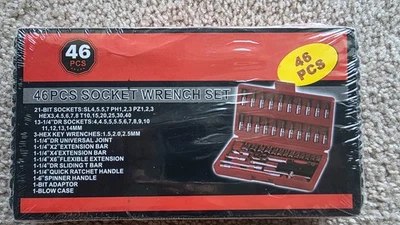 46
PCS
46
PCS
46PCS SOCKET WRENCH SET
21-BIT SOCKETS:SL4,5.5,7 PH1,2,3 PZ1,2,3
HEX3,4,5,6,7,8 T10,15,20,25,30,40
13-1/4"DR SOCKETS:4,4.5,5,5.5,6,7,8,9,10
11,12,13,14MM
3-HEX KEY WRENCHES:1.5,2.0,2.5MM
1-1/4"DR UNIVERSAL JOINT
1-1/4"X2"EXTENSION BAR
1-1/4"X4"EXTENSION BAR
1-1/4"X6"FLEXIBLE EXTENSION
1-1/4"DR SLIDING T BAR
1-1/4"QUICK RATCHET HANDLE
1-6"SPINNER HANDLE
1-BIT ADAPTOR
1-BLOW CASE